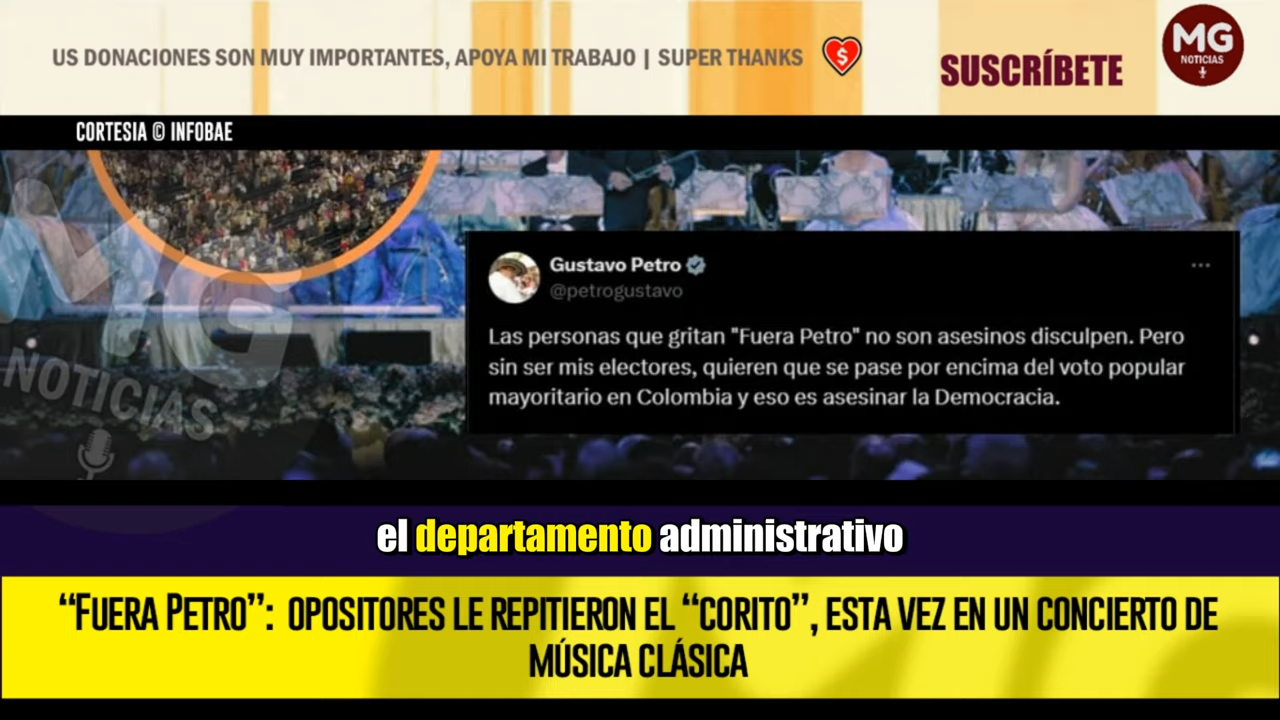 US DONACIONES SON MUY IMPORTANTES, APOYA MI TRABAJO | SUPER THANKS
SUSCRÍBETE
MG
NOTICIAS
CORTESIA © INFOBAE
Gustavo Petro
@petrogustavo
Las personas que gritan "Fuera Petro" no son asesinos disculpen. Pero
sin ser mis electores, quieren que se pase por encima del voto popular
mayoritario en Colombia y eso es asesinar la Democracia.
MG
NOTICIAS
el departamento administrativo
“FUERA PETRO”: OPOSITORES LE REPITIERON EL “CORITO”, ESTA VEZ EN UN CONCIERTO DE
MÚSICA CLÁSICA